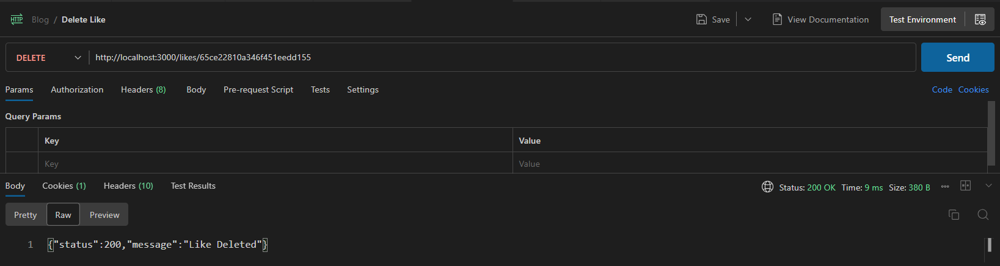 HTTP Blog / Delete Like Save View Documentation Test Environment
DELETE http://localhost:3000/likes/65ce22810a346f451eedd155 Send
Params Authorization Headers (8) Body Pre-request Script Tests Settings Code Cookies
Query Params
Key Value
Key Value
Body Cookies (1) Headers (10) Test Results Status: 200 OK Time: 9 ms Size: 380 B
Pretty Raw Preview
1 {"status":200,"message":"Like Deleted"}